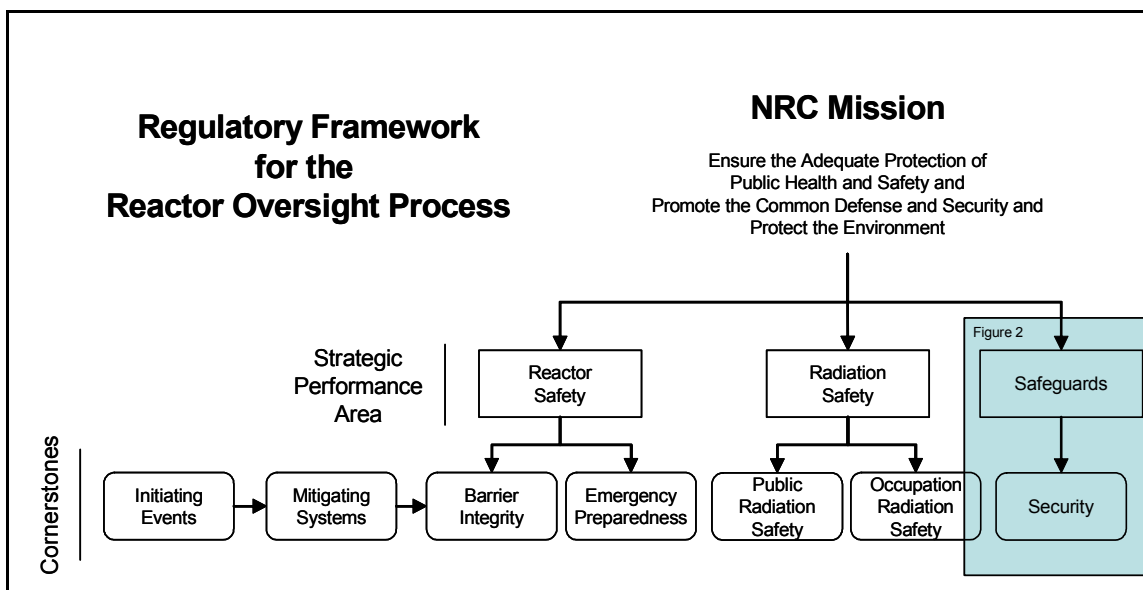 Regulatory Framework
for the
Reactor Oversight Process
NRC Mission
Ensure the Adequate Protection of
Public Health and Safety and
Promote the Common Defense and Security and
Protect the Environment
Figure 2
Strategic
Performance
Area
Reactor
Safety
Radiation
Safety
Safeguards
Cornerstones
Initiating
Events
Mitigating
Systems
Barrier
Integrity
Emergency
Preparedness
Public
Radiation
Safety
Occupation
Radiation
Safety
Security